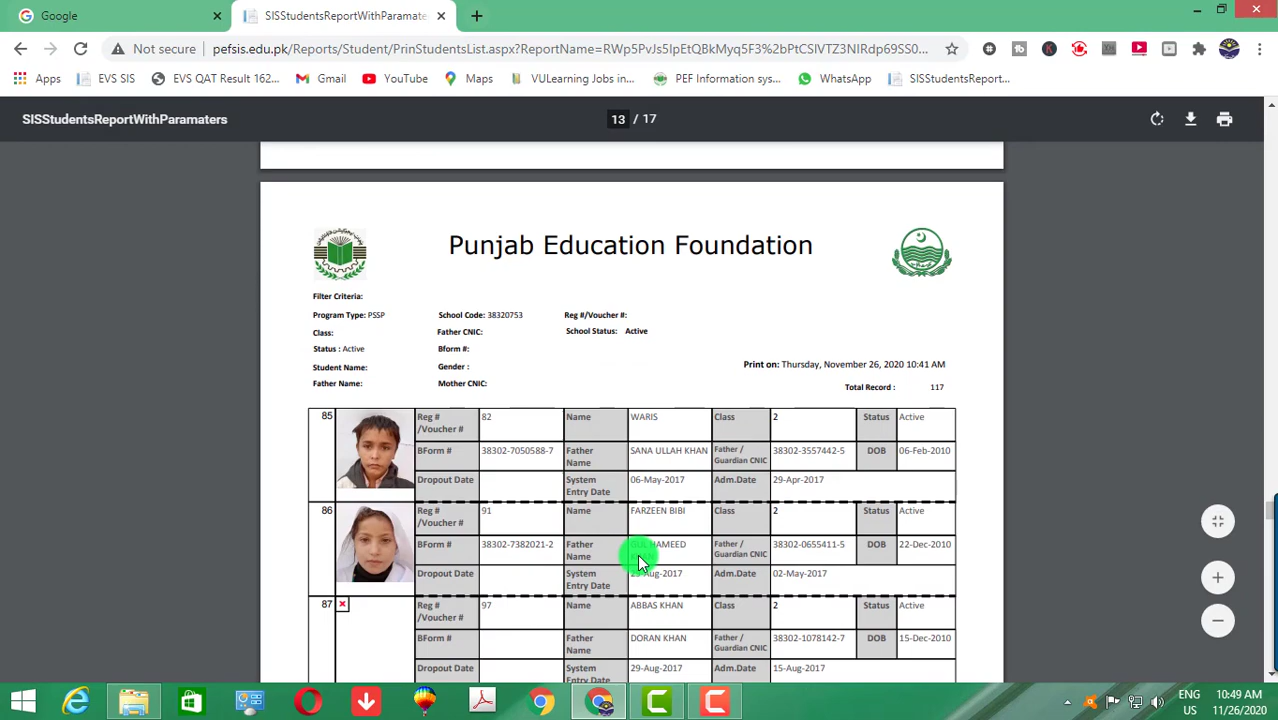 Google
SISStudentsReportWithParamate
Not secure pefsis.edu.pk/Reports/Student/PrinStudentsList.aspx?ReportName=RWp5PvJs5IpEtQBkMyq5F3%2bPtCSIVTZ3NIRdp69SS0...
Apps EVS SIS EVS QAT Result 162... Gmail YouTube Maps VULearning Jobs in... PEF Information sys... WhatsApp SISStudentsReport...
SISStudentsReportWithParamaters 13 / 17
Punjab Education Foundation
Filter Criteria:
Program Type: PSSP School Code: 38320753 Reg #/Voucher #:
Class: Father CNIC: School Status: Active
Status : Active Bform #:
Student Name: Gender : Print on: Thursday, November 26, 2020 10:41 AM
Father Name: Mother CNIC: Total Record : 117
85 Reg # /Voucher # 82 Name WARIS Class 2 Status Active
BForm # 38302-7050588-7 Father Name SANA ULLAH KHAN Father / Guardian CNIC 38302-3557442-5 DOB 06-Feb-2010
Dropout Date System Entry Date 06-May-2017 Adm.Date 29-Apr-2017
86 Reg # /Voucher # 91 Name FARZEEN BIBI Class 2 Status Active
BForm # 38302-7382021-2 Father Name HAMEED Father / Guardian CNIC 38302-0655411-5 DOB 22-Dec-2010
Dropout Date System Entry Date Aug-2017 Adm.Date 02-May-2017
87 Reg # /Voucher # 97 Name ABBAS KHAN Class 2 Status Active
BForm # Father Name DORAN KHAN Father / Guardian CNIC 38302-1078142-7 DOB 15-Dec-2010
Dropout Date System 29-Aug-2017 Adm.Date 15-Aug-2017
ENG 10:49 AM
US 11/26/2020